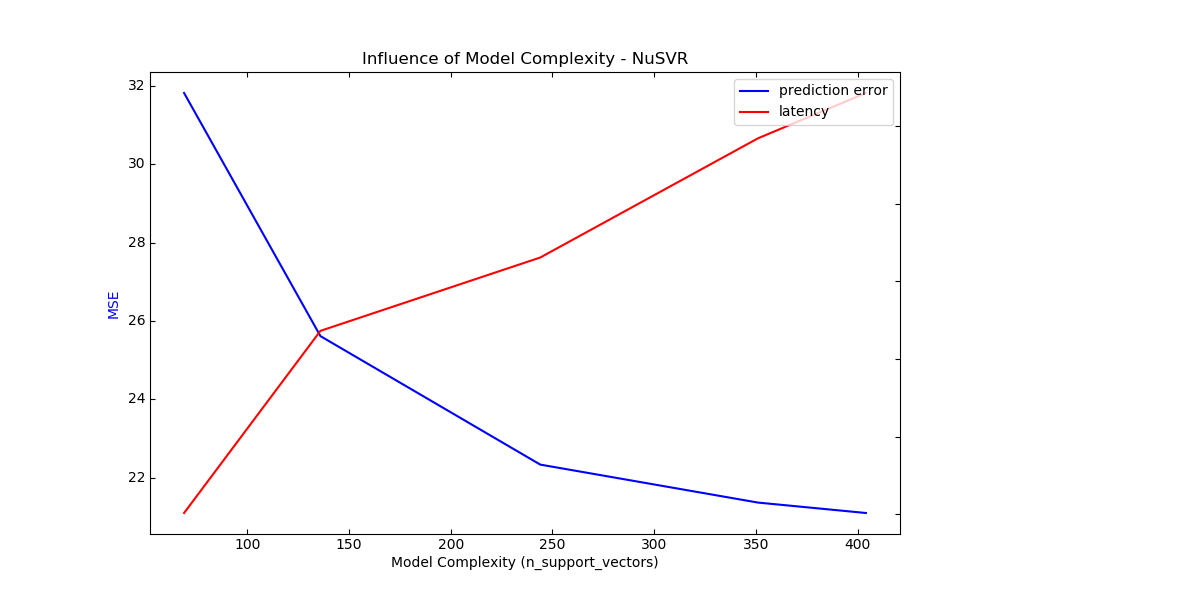 Influence of Model Complexity - NuSVR
prediction error
latency
32
30
28
26
24
22
MSE
100 150 200 250 300 350 400
Model Complexity (n_support_vectors)